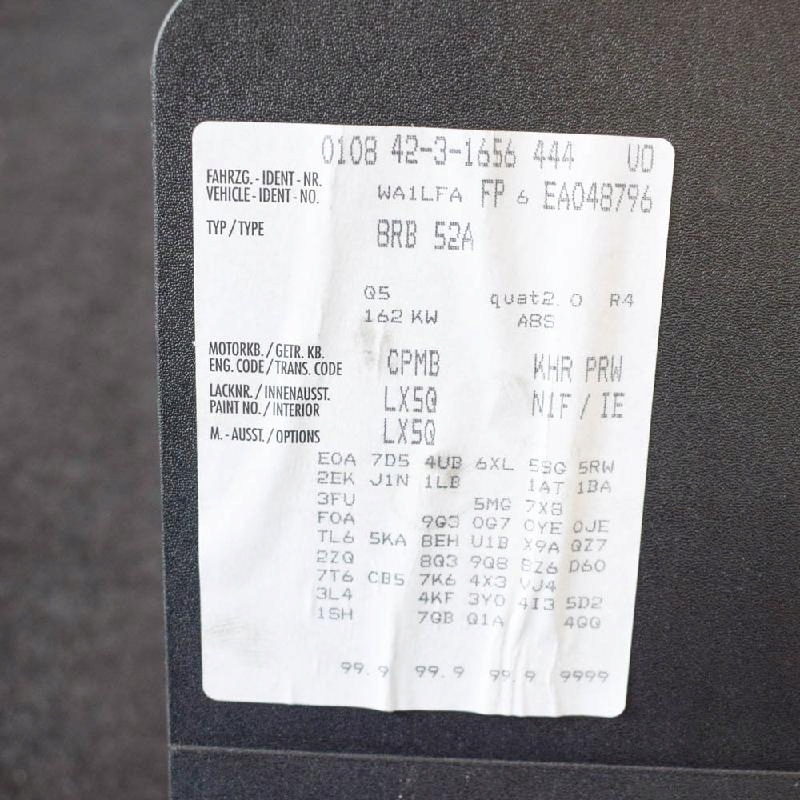 0108 42-3-1656 444 U0
FAHRZG.-IDENT-NR.
VEHICLE-IDENT-NO. WA1LFA FP 6 EA048796
TYP/TYPE 8RB 52A
Q5 quat2.0 R4
162 KW ABS
MOTORKB./GETR. KB.
ENG. CODE/TRANS. CODE CPMB KHR PRW
LACKNR./INNENAUSST.
PAINT NO./INTERIOR LX5Q N1F / IE
M.-AUSST./OPTIONS LX5Q
E0A 7D5 4UB 6XL 5SG 5RW
2EK J1N 1LB 1AT 1BA
3FU 5MG 7X8
F0A 9G3 0G7 0YE 0JE
TL6 5KA 8EH U1B X9A QZ7
2ZQ 8Q3 9Q8 8Z6 D60
7T6 CB5 7K6 4X3 VJ4
3L4 4KF 3Y0 4I3 5D2
1SH 7GB Q1A 4GQ
99.9 99.9 99.9 9999